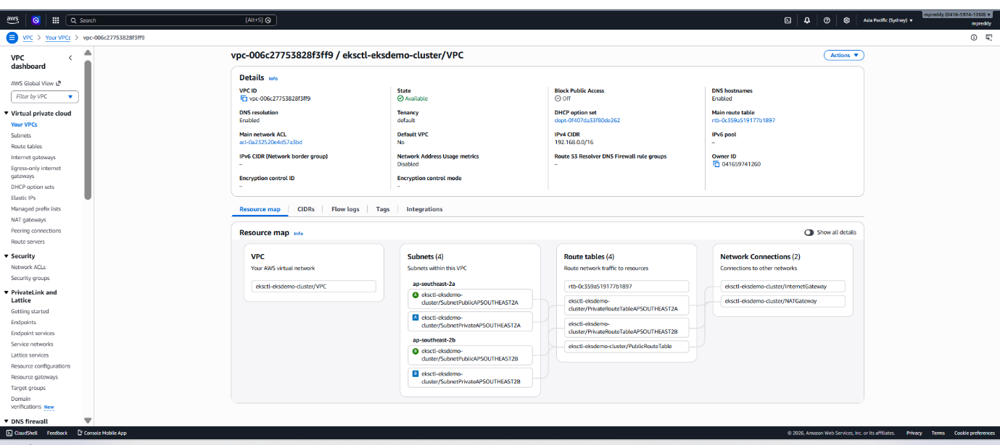 aws
Search
[Alt+S]
Asia Pacific (Sydney)
mpreddy (0416-5974-1260)
mpreddy
VPC > Your VPCs > vpc-006c27753828f3ff9
VPC dashboard
AWS Global View
Filter by VPC
Virtual private cloud
Your VPCs
Subnets
Route tables
Internet gateways
Egress-only internet
gateways
DHCP option sets
Elastic IPs
Managed prefix lists
NAT gateways
Peering connections
Route servers
Security
Network ACLs
Security groups
PrivateLink and
Lattice
Getting started
Endpoints
Endpoint services
Service networks
Lattice services
Resource configurations
Resource gateways
Target groups
Domain
verifications New
DNS firewall
vpc-006c27753828f3ff9 / eksctl-eksdemo-cluster/VPC
Actions
Details Info
VPC ID
vpc-006c27753828f3ff9
State
Available
Block Public Access
Off
DNS hostnames
Enabled
DNS resolution
Enabled
Tenancy
default
DHCP option set
dopt-0f407da33f80de262
Main route table
rtb-0c359a519177b1897
Main network ACL
acl-0a232520e4d57a3bd
Default VPC
No
IPv4 CIDR
192.168.0.0/16
IPv6 pool
–
IPv6 CIDR (Network border group)
–
Network Address Usage metrics
Disabled
Route 53 Resolver DNS Firewall rule groups
–
Owner ID
041659741260
Encryption control ID
–
Encryption control mode
–
Resource map
CIDRs
Flow logs
Tags
Integrations
Resource map Info
Show all details
VPC
Your AWS virtual network
eksctl-eksdemo-cluster/VPC
Subnets (4)
Subnets within this VPC
ap-southeast-2a
A eksctl-eksdemo-
cluster/SubnetPublicAPSOUTHEAST2A
A eksctl-eksdemo-
cluster/SubnetPrivateAPSOUTHEAST2A
ap-southeast-2b
B eksctl-eksdemo-
cluster/SubnetPublicAPSOUTHEAST2B
B eksctl-eksdemo-
cluster/SubnetPrivateAPSOUTHEAST2B
Route tables (4)
Route network traffic to resources
rtb-0c359a519177b1897
eksctl-eksdemo-
cluster/PrivateRouteTableAPSOUTHEAST2A
eksctl-eksdemo-
cluster/PrivateRouteTableAPSOUTHEAST2B
eksctl-eksdemo-cluster/PublicRouteTable
Network Connections (2)
Connections to other networks
eksctl-eksdemo-cluster/InternetGateway
eksctl-eksdemo-cluster/NATGateway
CloudShell
Feedback
Console Mobile App
© 2026, Amazon Web Services, Inc. or its affiliates.
Privacy
Terms
Cookie preferences